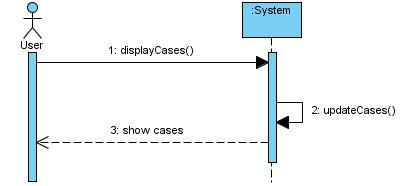 :System
User
1: displayCases()
2: updateCases()
3: show cases